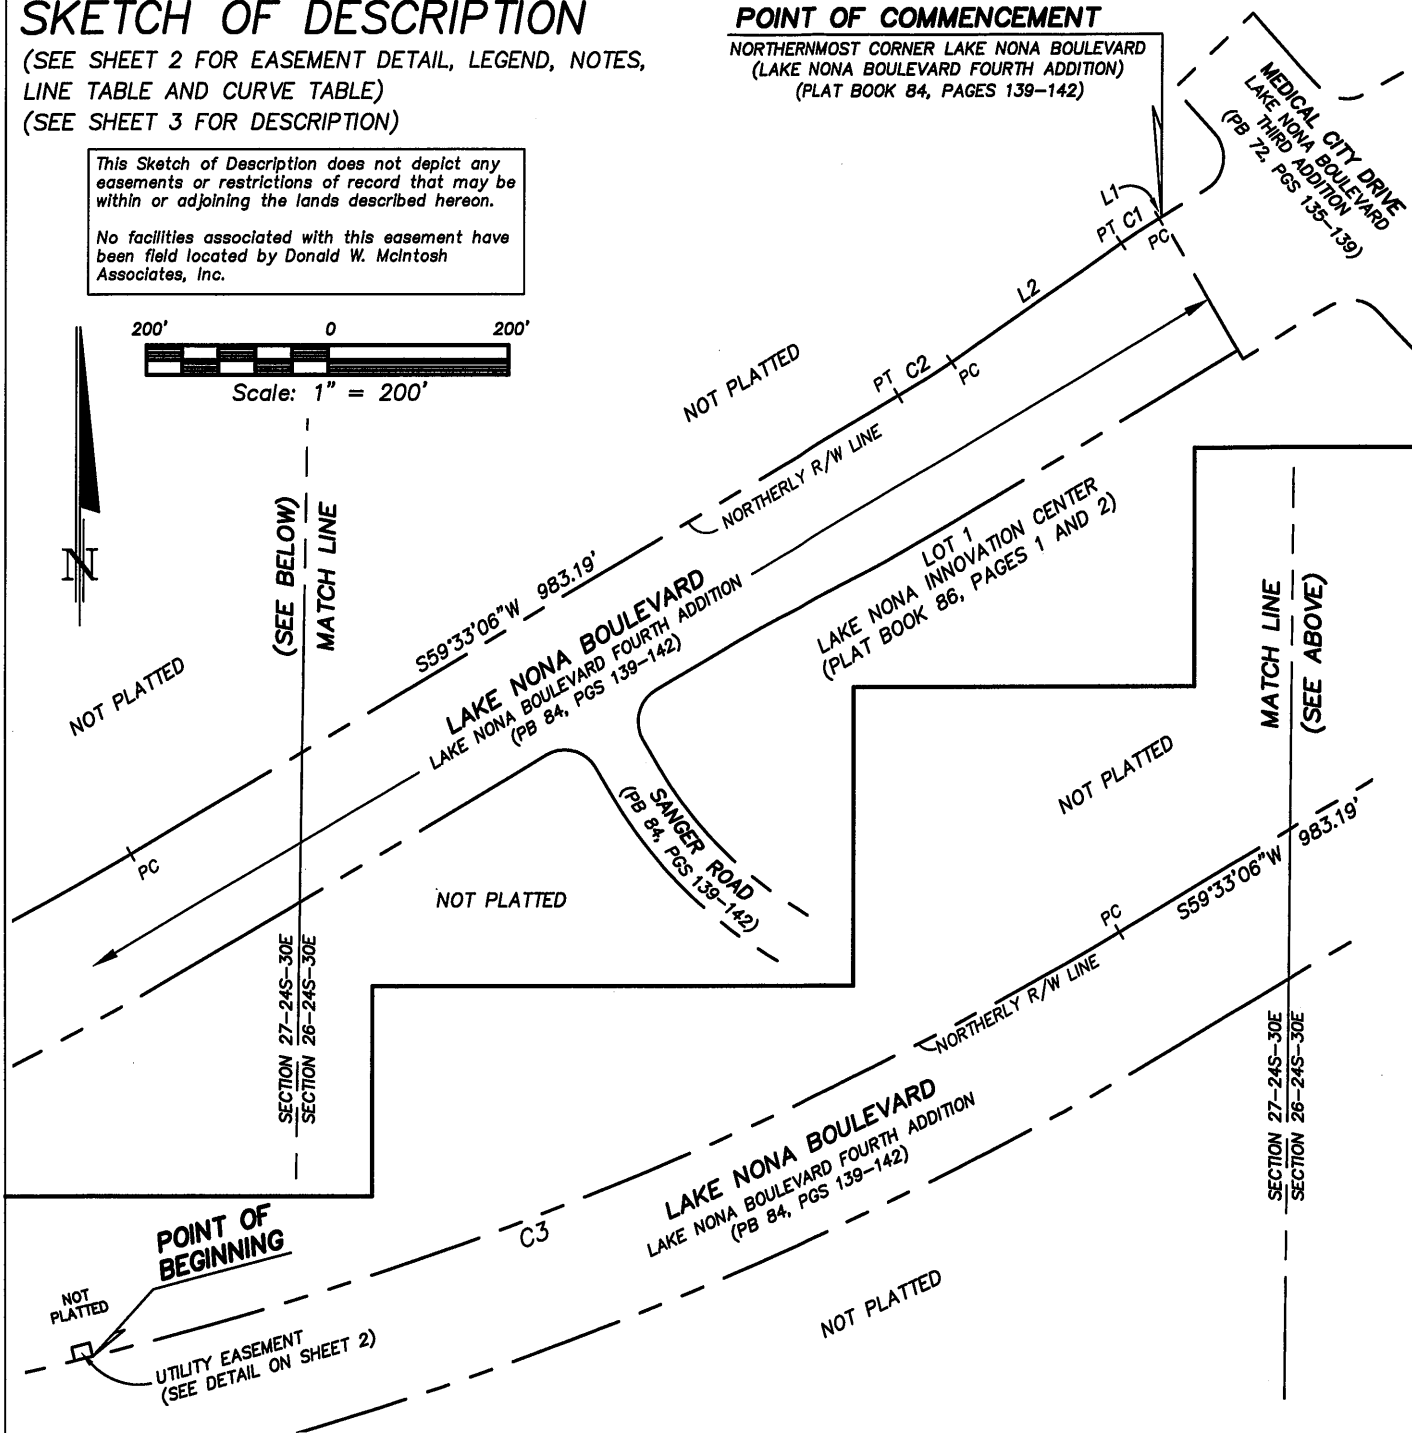 SKETCH OF DESCRIPTION
(SEE SHEET 2 FOR EASEMENT DETAIL, LEGEND, NOTES,
LINE TABLE AND CURVE TABLE)
(SEE SHEET 3 FOR DESCRIPTION)
This Sketch of Description does not depict any
easements or restrictions of record that may be
within or adjoining the lands described hereon.
No facilities associated with this easement have
been field located by Donald W. McIntosh
Associates, Inc.
200' 0 200'
Scale: 1" = 200'
N
POINT OF COMMENCEMENT
NORTHERNMOST CORNER LAKE NONA BOULEVARD
(LAKE NONA BOULEVARD FOURTH ADDITION)
(PLAT BOOK 84, PAGES 139-142)
MEDICAL CITY DRIVE
LAKE NONA BOULEVARD
THIRD ADDITION
(PB 72, PGS 135-139)
L1
PT C1
PC
L2
PT C2
PC
NOT PLATTED
NORTHERLY R/W LINE
(SEE BELOW)
MATCH LINE
S59°33'06"W 983.19'
LAKE NONA BOULEVARD
LAKE NONA BOULEVARD FOURTH ADDITION
(PB 84, PGS 139-142)
LOT 1
LAKE NONA INNOVATION CENTER
(PLAT BOOK 86, PAGES 1 AND 2)
NOT PLATTED
PC
SANGER ROAD
(PB 84, PGS 139-142)
NOT PLATTED
SECTION 27-24S-30E
SECTION 26-24S-30E
MATCH LINE
(SEE ABOVE)
NOT PLATTED
S59°33'06"W 983.19'
PC
NORTHERLY R/W LINE
LAKE NONA BOULEVARD
LAKE NONA BOULEVARD FOURTH ADDITION
(PB 84, PGS 139-142)
SECTION 27-24S-30E
SECTION 26-24S-30E
C3
NOT PLATTED
POINT OF
BEGINNING
NOT
PLATTED
UTILITY EASEMENT
(SEE DETAIL ON SHEET 2)